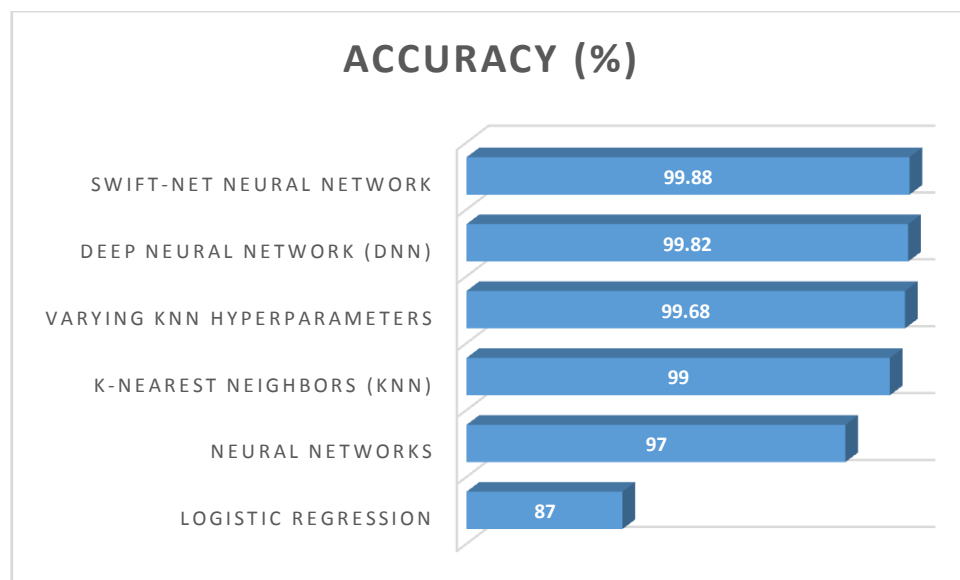 ACCURACY (%)
SWIFT-NET NEURAL NETWORK 99.88
DEEP NEURAL NETWORK (DNN) 99.82
VARYING KNN HYPERPARAMETERS 99.68
K-NEAREST NEIGHBORS (KNN) 99
NEURAL NETWORKS 97
LOGISTIC REGRESSION 87